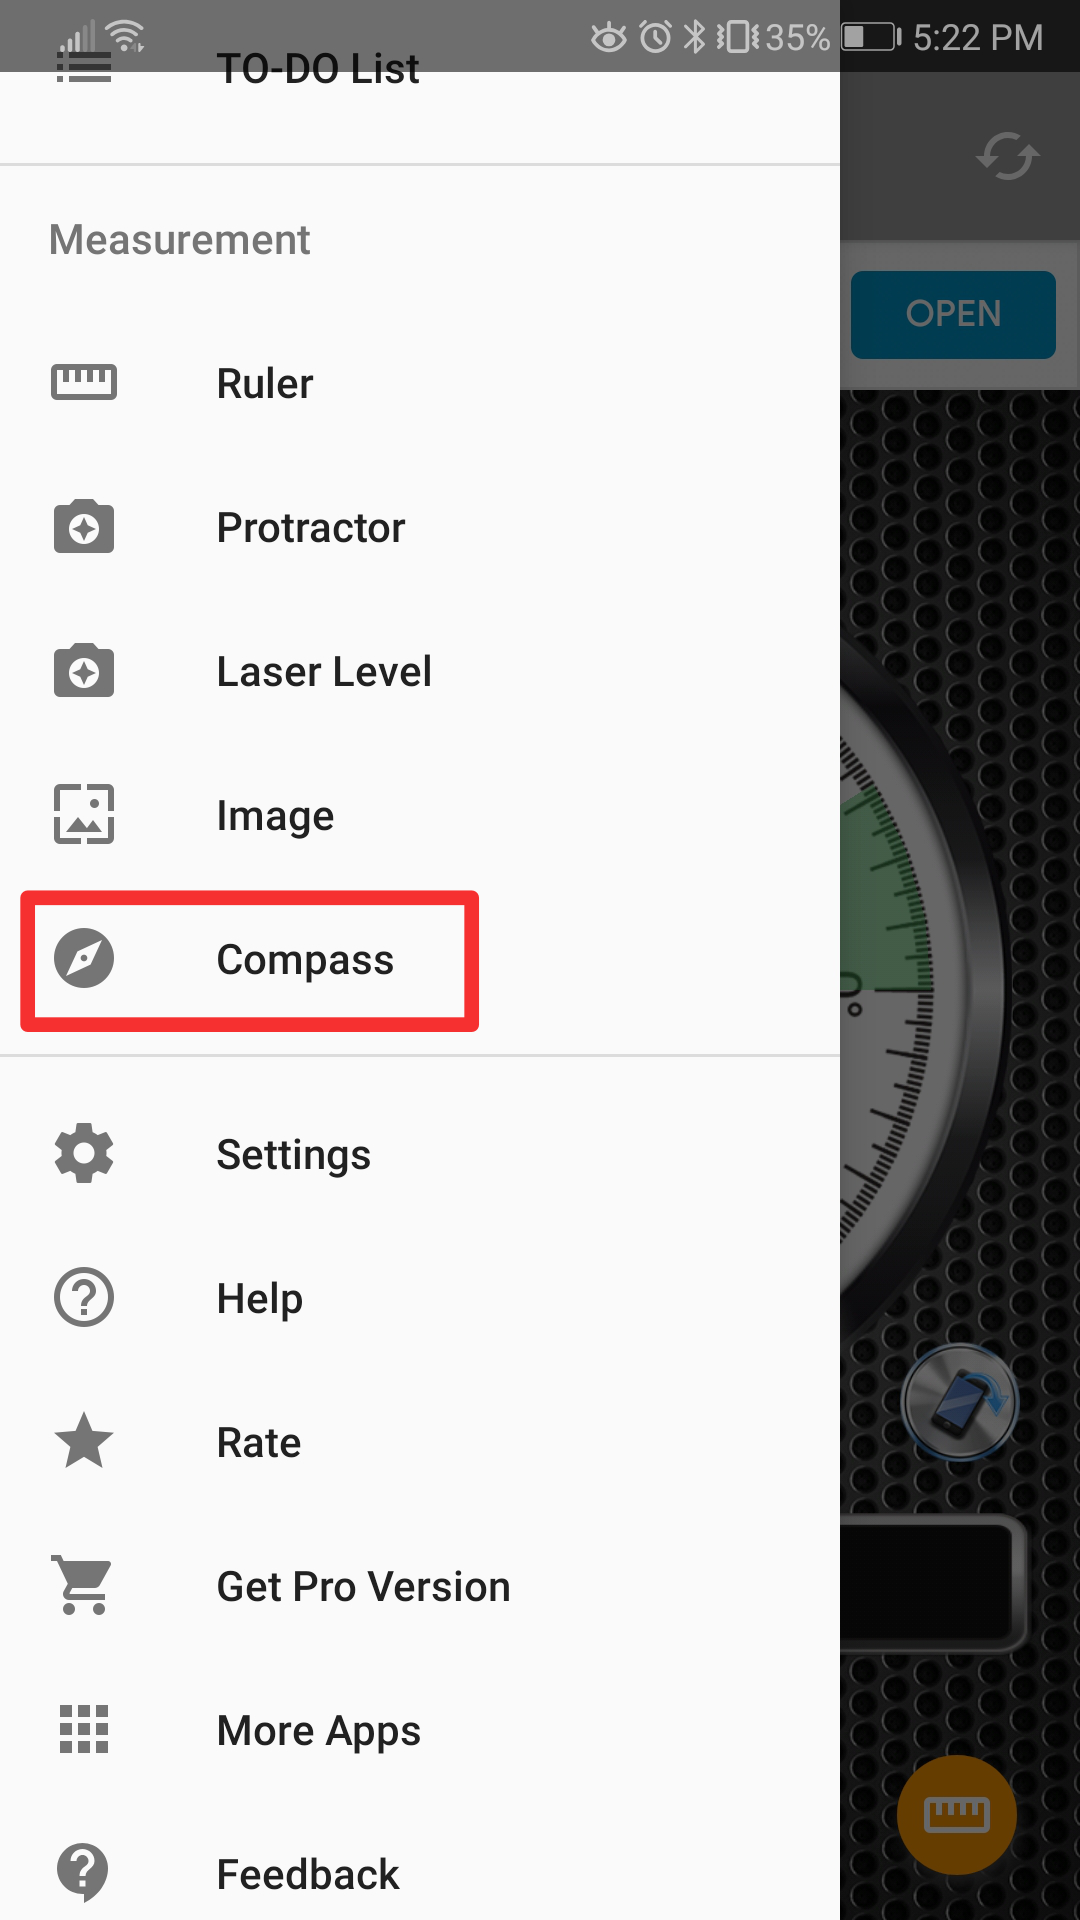 35% 5:22 PM
TO-DO List
Measurement
OPEN
Ruler
Protractor
Laser Level
Image
Compass
0°
Settings
Help
Rate
Get Pro Version
More Apps
Feedback